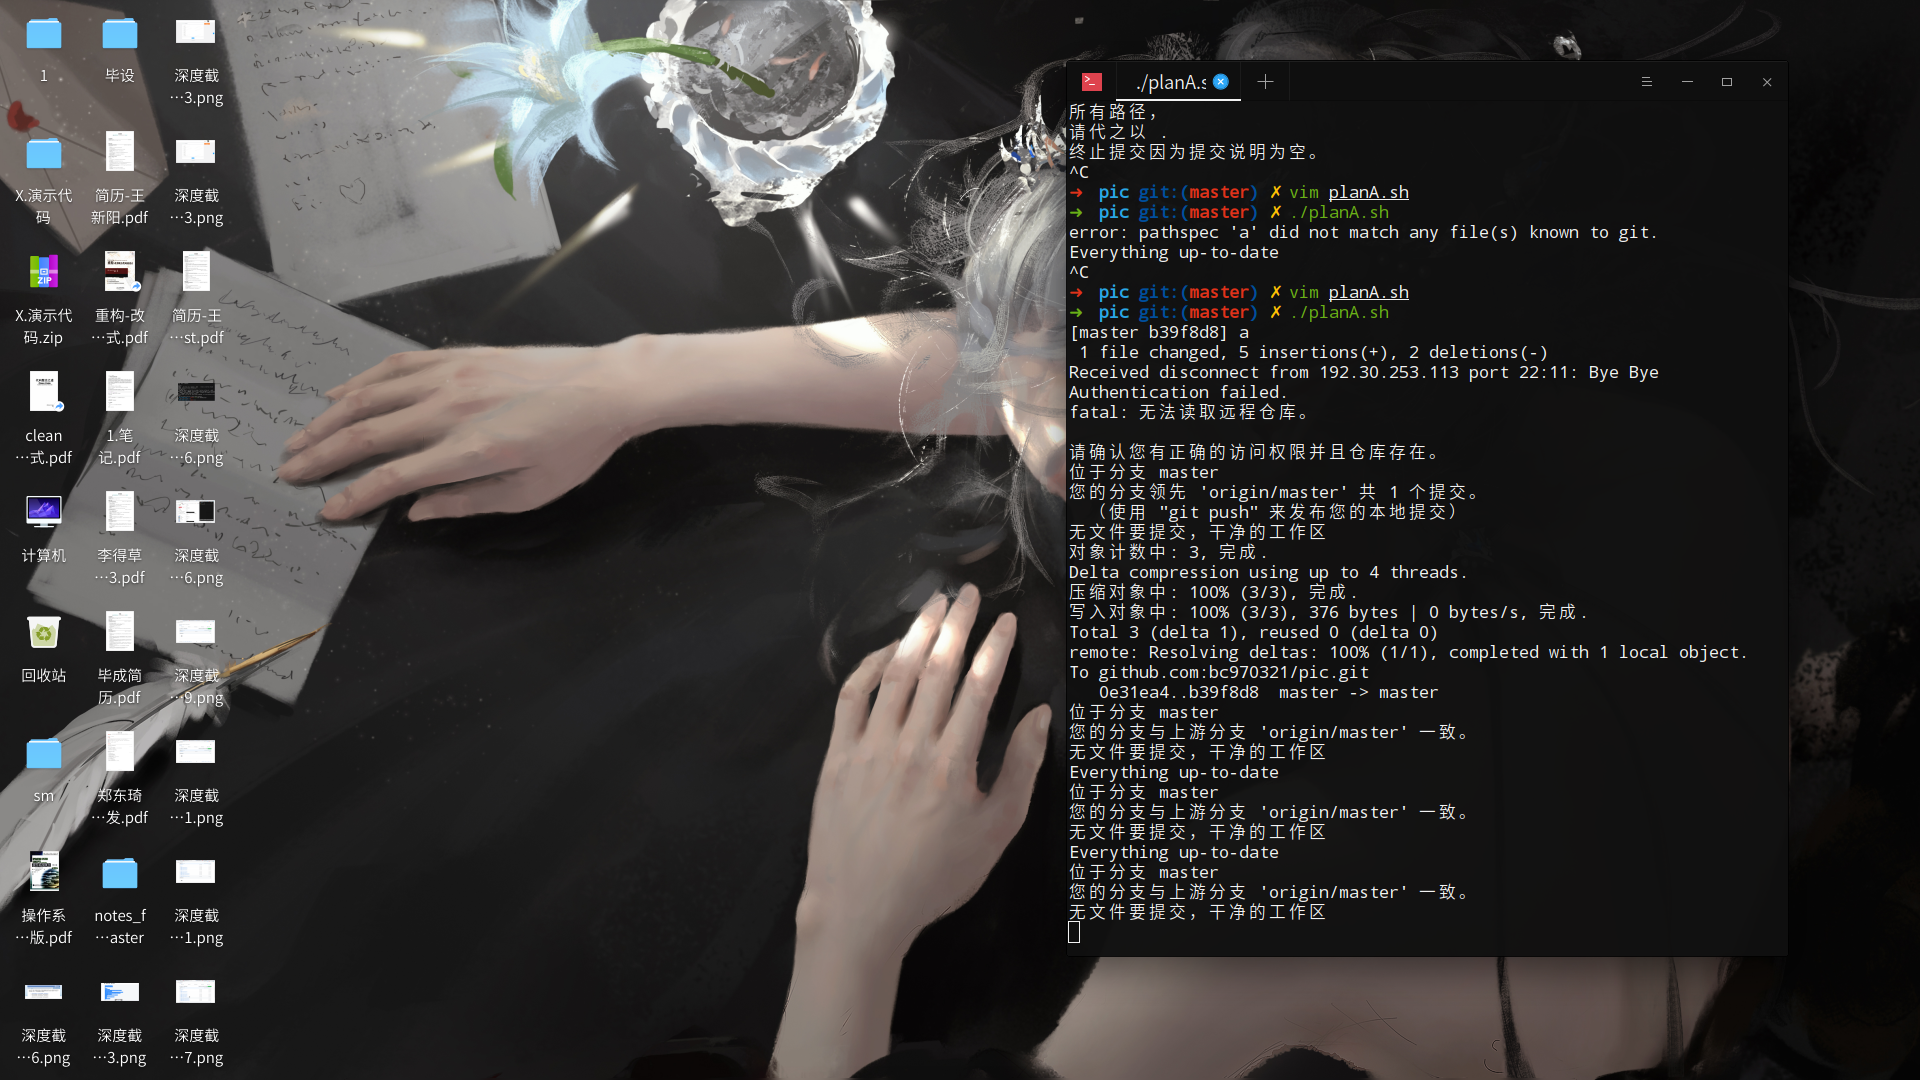 1
毕设
深度截
…3.png
X.演示代
码
简历-王
新阳.pdf
深度截
…3.png
ZIP
X.演示代
码.zip
重构-改
…式.pdf
简历-王
…st.pdf
clean
…式.pdf
1.笔
记.pdf
深度截
…6.png
计算机
李得草
…3.pdf
深度截
…6.png
回收站
毕成简
历.pdf
深度截
…9.png
sm
郑东琦
…发.pdf
深度截
…1.png
操作系
…版.pdf
notes_f
…aster
深度截
…1.png
深度截
…6.png
深度截
…3.png
深度截
…7.png
./planA.s
所有路径，
请代之以 .
终止提交因为提交说明为空。
^C
➜  pic git:(master) ✗ vim planA.sh
➜  pic git:(master) ✗ ./planA.sh
error: pathspec 'a' did not match any file(s) known to git.
Everything up-to-date
^C
➜  pic git:(master) ✗ vim planA.sh
➜  pic git:(master) ✗ ./planA.sh
[master b39f8d8] a
 1 file changed, 5 insertions(+), 2 deletions(-)
Received disconnect from 192.30.253.113 port 22:11: Bye Bye
Authentication failed.
fatal: 无法读取远程仓库。
请确认您有正确的访问权限并且仓库存在。
位于分支 master
您的分支领先 'origin/master' 共 1 个提交。
  （使用 "git push" 来发布您的本地提交）
无文件要提交，干净的工作区
对象计数中: 3, 完成.
Delta compression using up to 4 threads.
压缩对象中: 100% (3/3), 完成.
写入对象中: 100% (3/3), 376 bytes | 0 bytes/s, 完成.
Total 3 (delta 1), reused 0 (delta 0)
remote: Resolving deltas: 100% (1/1), completed with 1 local object.
To github.com:bc970321/pic.git
   0e31ea4..b39f8d8  master -> master
位于分支 master
您的分支与上游分支 'origin/master' 一致。
无文件要提交，干净的工作区
Everything up-to-date
位于分支 master
您的分支与上游分支 'origin/master' 一致。
无文件要提交，干净的工作区
Everything up-to-date
位于分支 master
您的分支与上游分支 'origin/master' 一致。
无文件要提交，干净的工作区